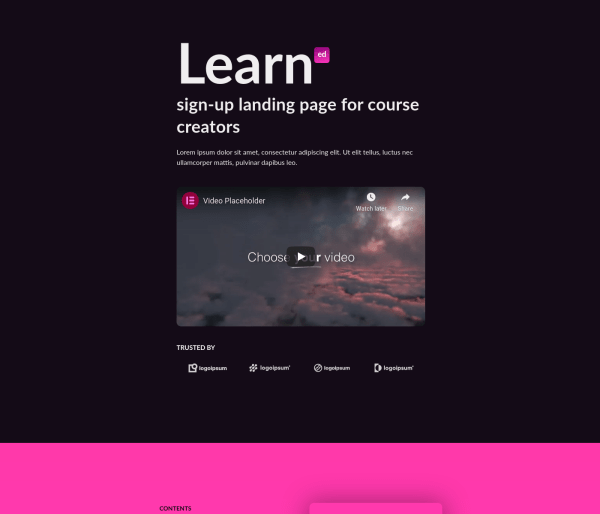 Learn ed
sign-up landing page for course
creators
Lorem ipsum dolor sit amet, consectetur adipiscing elit. Ut elit tellus, luctus nec
ullamcorper mattis, pulvinar dapibus leo.
Video Placeholder
Watch later
Share
Choose your video
TRUSTED BY
logoipsum logoipsum logoipsum logoipsum
CONTENTS